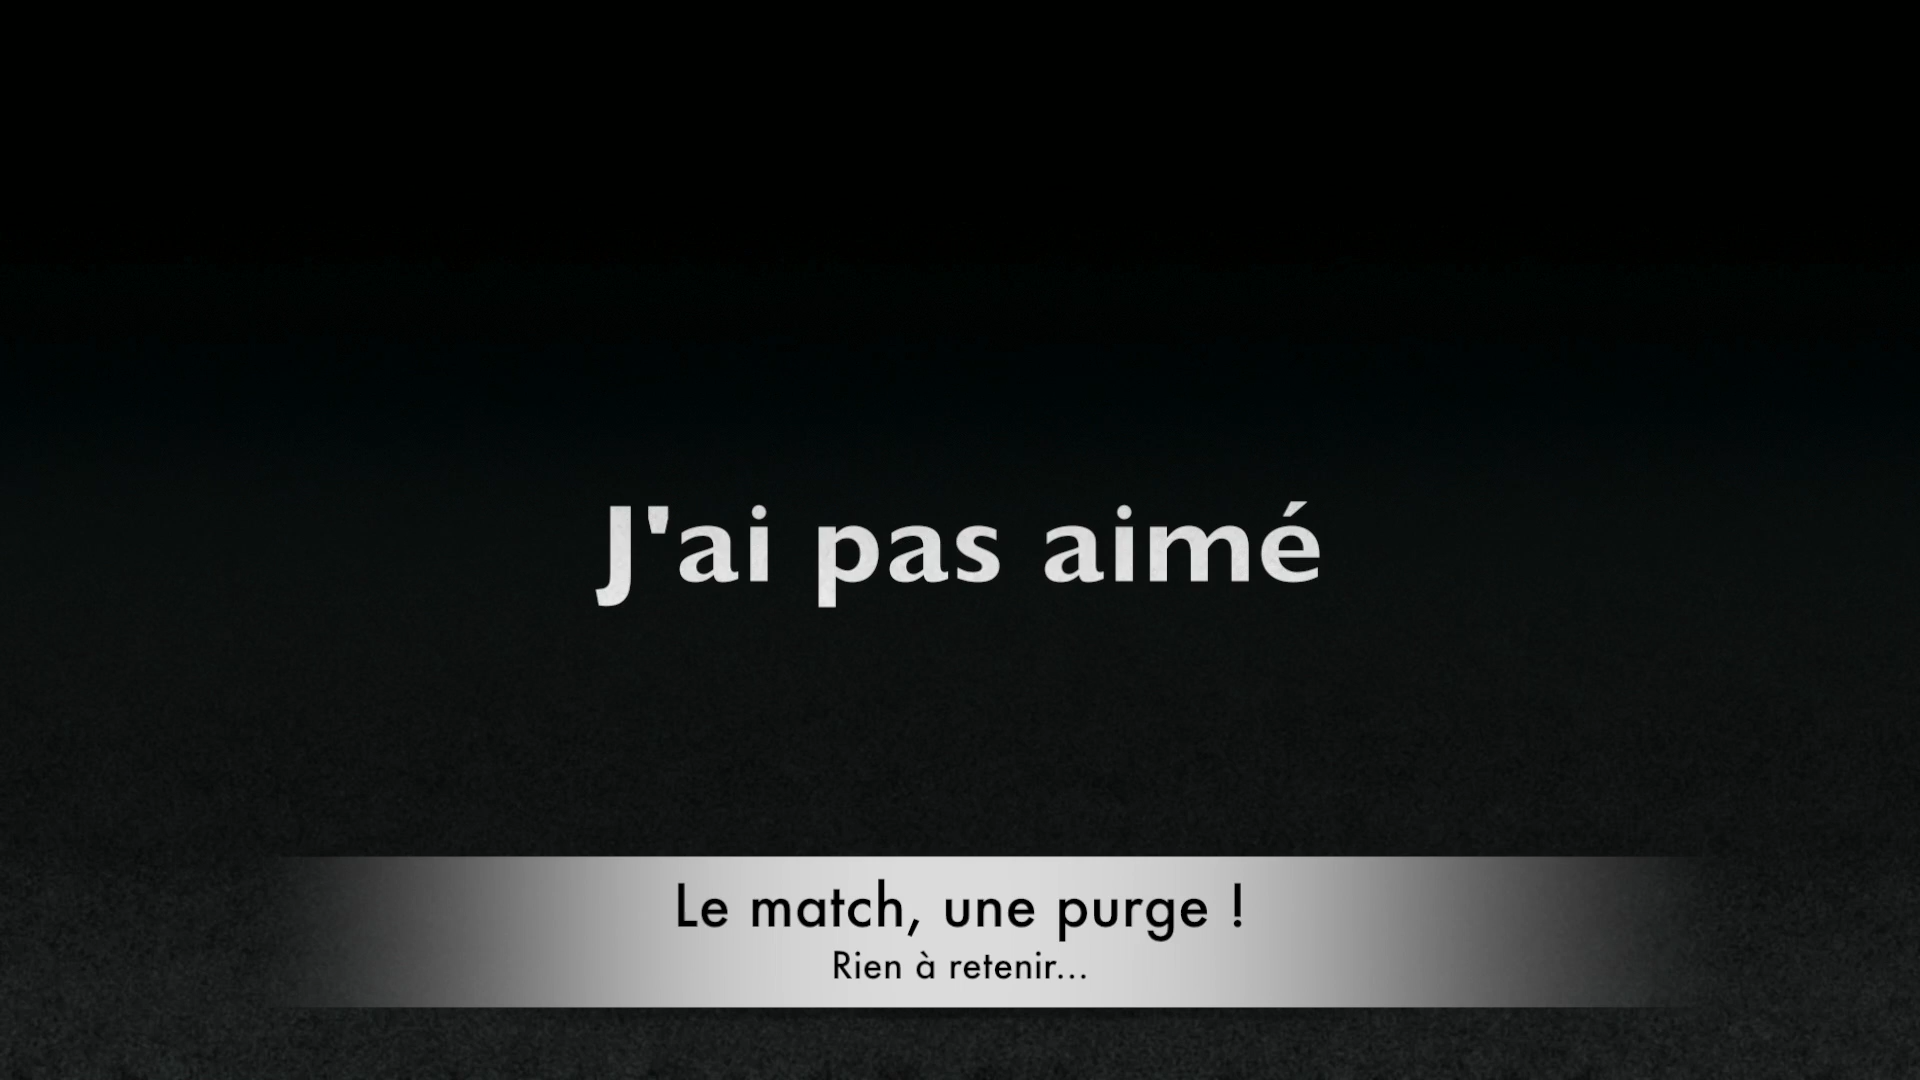 J'ai pas aimé
Le match, une purge !
Rien à retenir...